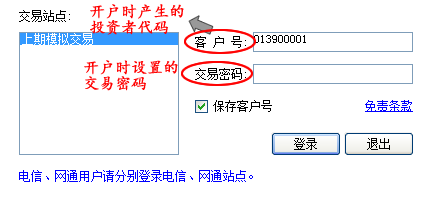 交易站点:
开户时产生的
投资者代码
上期模拟交易
客 户 号:
013900001
开户时设置的
交易密码
交易密码:
保存客户号
免责条款
登录
退出
电信、网通用户请分别登录电信、网通站点。